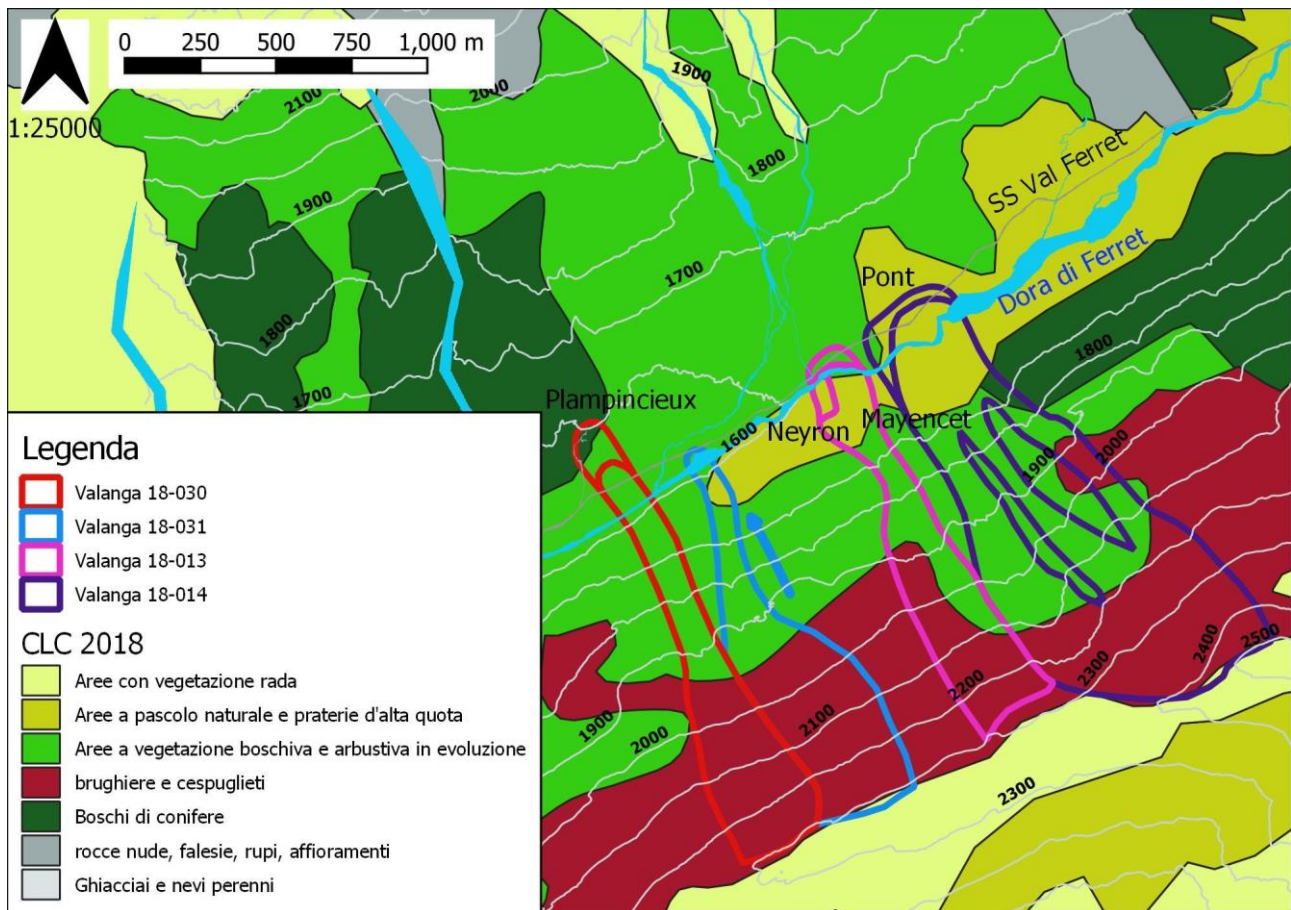 0 250 500 750 1,000 m
1:25000
2100
2000
1900
1800
1900
1700
SS Val Ferret
Dora di Ferret
Pont
1800
1800
1700
Plampincieux
1600
Neyron
Mayencet
1900
2000
Legenda
Valanga 18-030
Valanga 18-031
Valanga 18-013
Valanga 18-014
CLC 2018
Aree con vegetazione rada
Aree a pascolo naturale e praterie d'alta quota
Aree a vegetazione boschiva e arbustiva in evoluzione
brughiere e cespuglieti
Boschi di conifere
rocce nude, falesie, rupi, affioramenti
Ghiacciai e nevi perenni
1900
2000
2100
2200
2300
2400
2500
2300